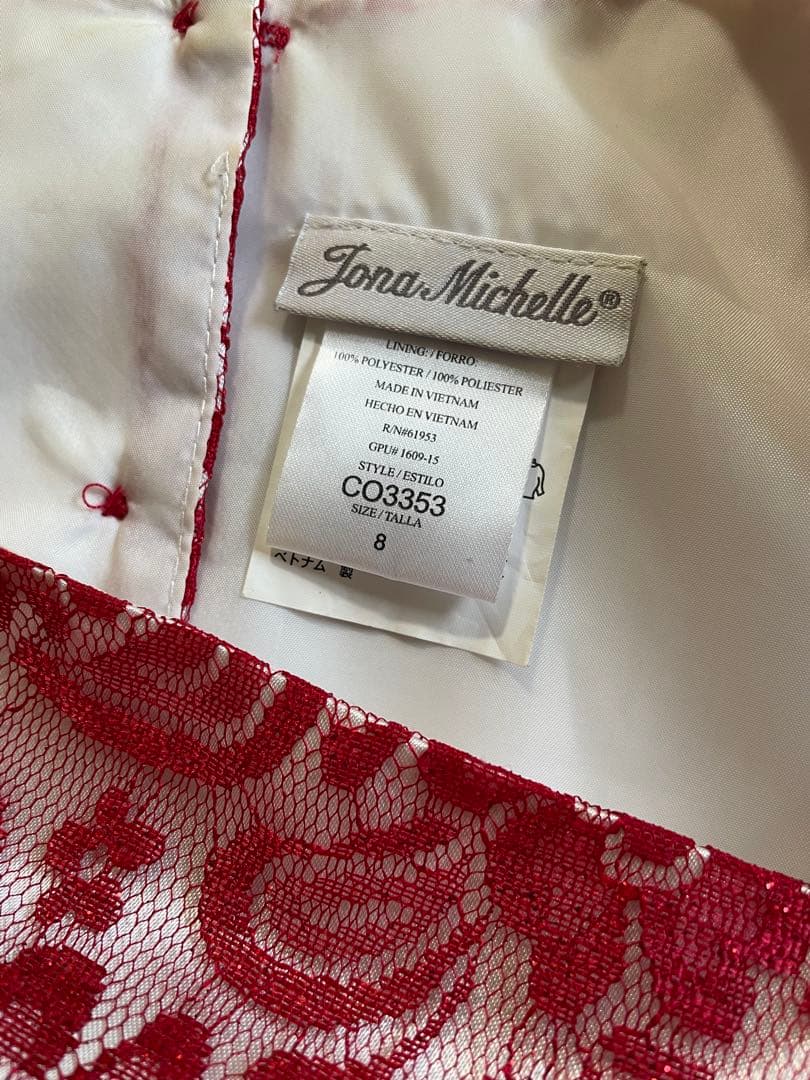 Jona Michelle®
LINING: / FORRO:
100% POLYESTER / 100% POLIESTER
MADE IN VIETNAM
HECHO EN VIETNAM
R/N#61953
GPU# 1609-15
STYLE / ESTILO
CO3353
SIZE / TALLA
8
ベトナム 製